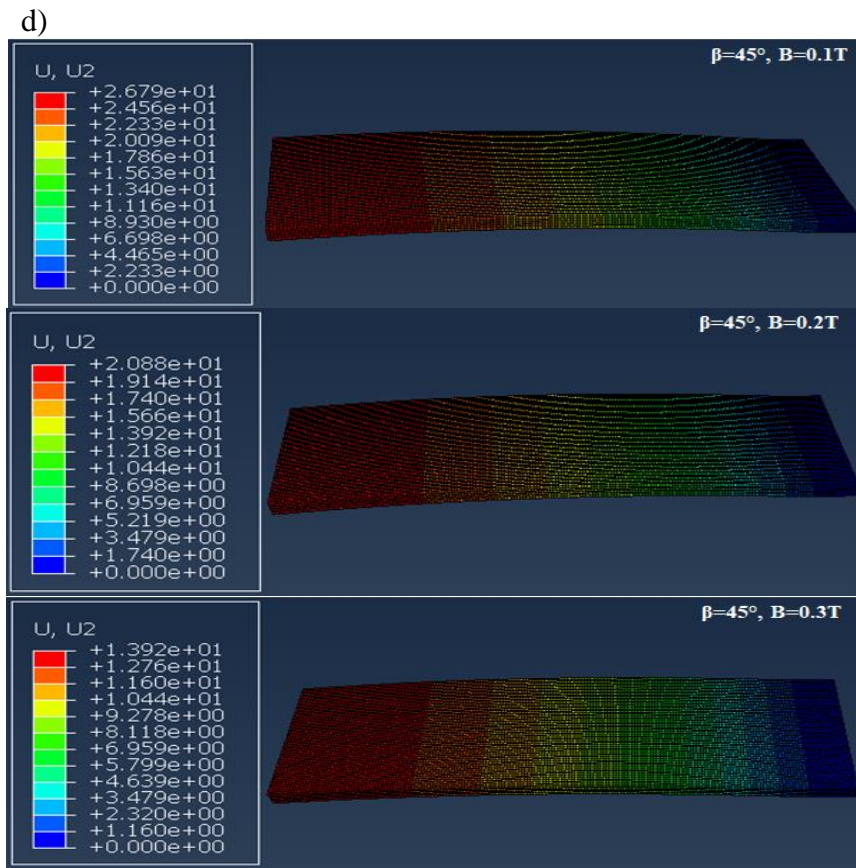 d)
β=45°, B=0.1T
U, U2
+2.679e+01
+2.456e+01
+2.233e+01
+2.009e+01
+1.786e+01
+1.563e+01
+1.340e+01
+1.116e+01
+8.930e+00
+6.698e+00
+4.465e+00
+2.233e+00
+0.000e+00
β=45°, B=0.2T
U, U2
+2.088e+01
+1.914e+01
+1.740e+01
+1.566e+01
+1.392e+01
+1.218e+01
+1.044e+01
+8.698e+00
+6.959e+00
+5.219e+00
+3.479e+00
+1.740e+00
+0.000e+00
β=45°, B=0.3T
U, U2
+1.392e+01
+1.276e+01
+1.160e+01
+1.044e+01
+9.278e+00
+8.118e+00
+6.959e+00
+5.799e+00
+4.639e+00
+3.479e+00
+2.320e+00
+1.160e+00
+0.000e+00